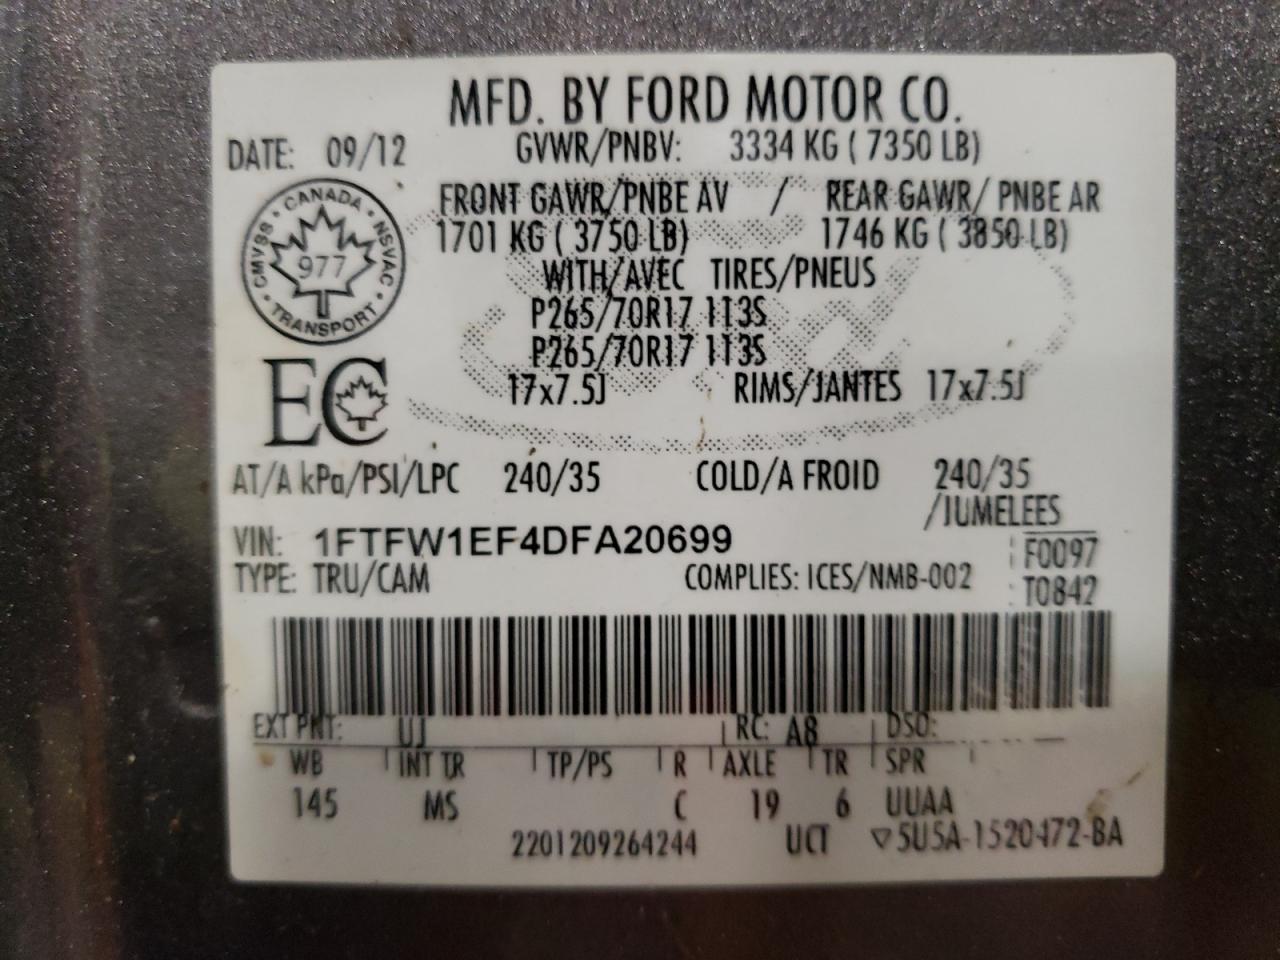 MFD. BY FORD MOTOR CO.
DATE: 09/12 GVWR/PNBV: 3334 KG ( 7350 LB)
FRONT GAWR/PNBE AV / REAR GAWR/ PNBE AR
1701 KG ( 3750 LB) 1746 KG ( 3850 LB)
WITH/AVEC TIRES/PNEUS
P265/70R17 113S
P265/70R17 113S
17x7.5J RIMS/JANTES 17x7.5J
CANADA
CMVSS • NSVAC
977
TRANSPORT
EC
AT/A kPa/PSI/LPC 240/35 COLD/A FROID 240/35
/JUMELEES
VIN: 1FTFW1EF4DFA20699 F0097
TYPE: TRU/CAM COMPLIES: ICES/NMB-002 T0842
EXT PNT: UJ RC: A8 DSO:
WB INT TR TP/PS R AXLE TR SPR
145 MS C 19 6 UUAA
2201209264244 UCT ▽5U5A-1520472-BA